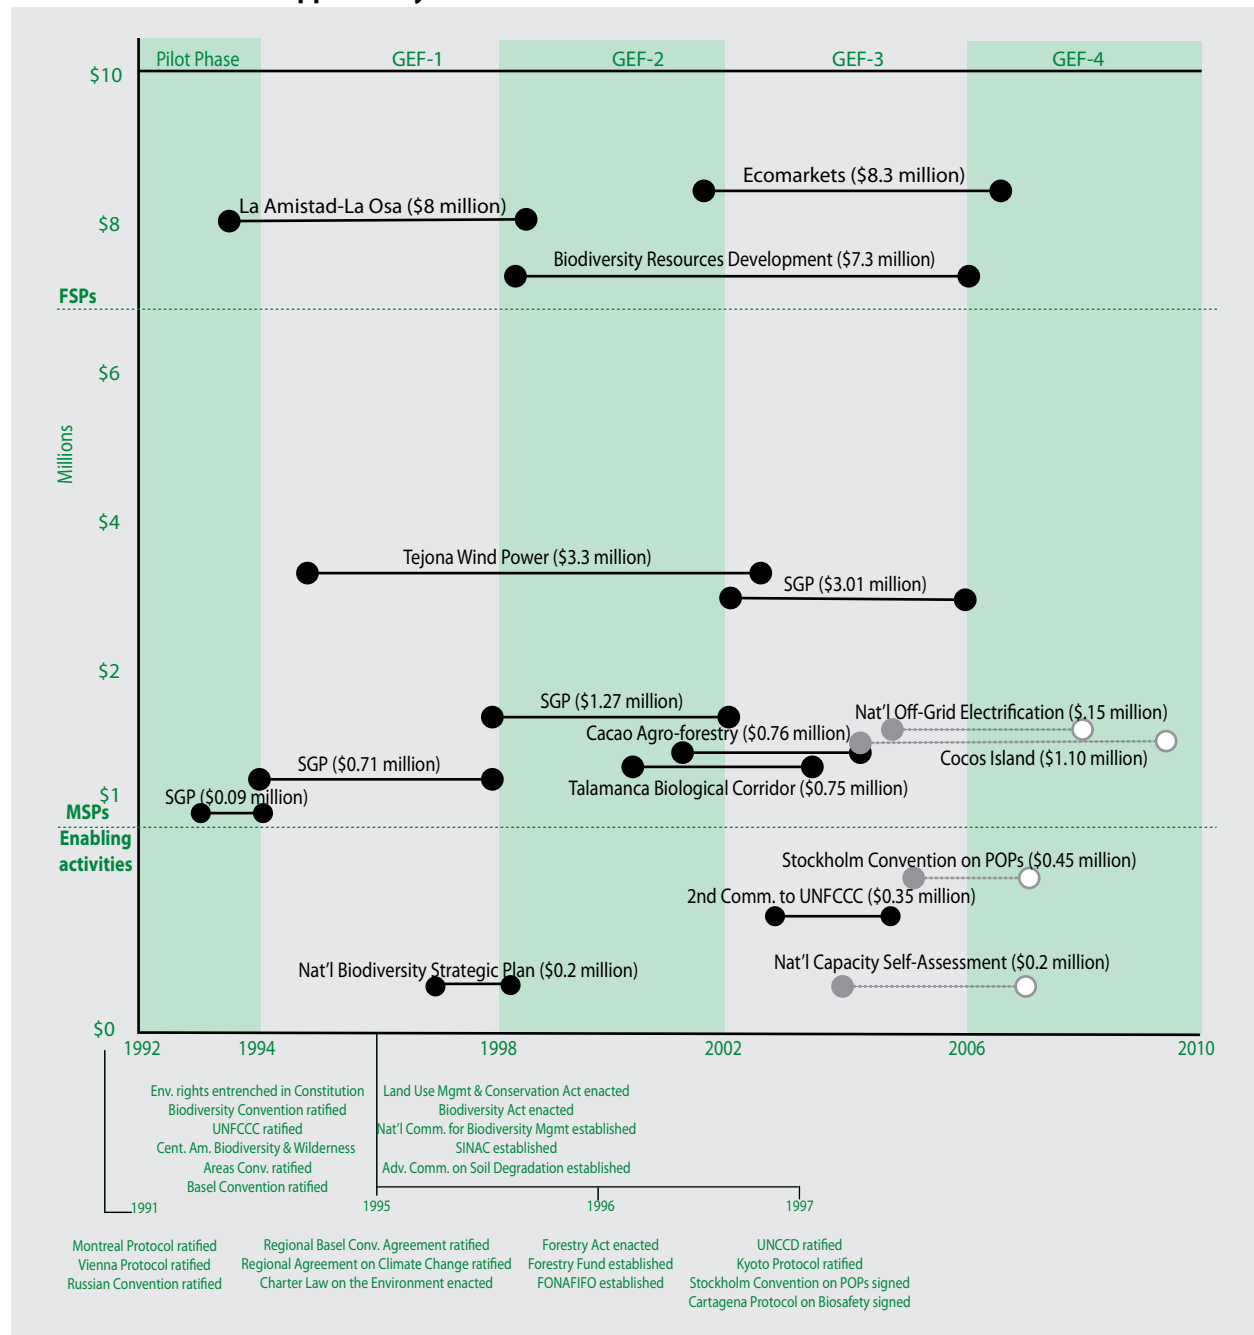 Pilot Phase
GEF-1
GEF-2
GEF-3
GEF-4
$10
Ecomarkets ($8.3 million)
La Amistad-La Osa ($8 million)
$8
Biodiversity Resources Development ($7.3 million)
FSPs
$6
Millions
$4
Tejona Wind Power ($3.3 million)
SGP ($3.01 million)
$2
SGP ($1.27 million)
Nat'l Off-Grid Electrification ($.15 million)
Cacao Agro-forestry ($0.76 million)
Cocos Island ($1.10 million)
SGP ($0.71 million)
Talamanca Biological Corridor ($0.75 million)
$1
SGP ($0.09 million)
MSPs
Enabling
activities
Stockholm Convention on POPs ($0.45 million)
2nd Comm. to UNFCCC ($0.35 million)
Nat'l Capacity Self-Assessment ($0.2 million)
Nat'l Biodiversity Strategic Plan ($0.2 million)
$0
1992
1994
1998
2002
2006
2010
Env. rights entrenched in Constitution
Biodiversity Convention ratified
UNFCCC ratified
Cent. Am. Biodiversity & Wilderness
Areas Conv. ratified
Basel Convention ratified
Land Use Mgmt & Conservation Act enacted
Biodiversity Act enacted
Nat'l Comm. for Biodiversity Mgmt established
SINAC established
Adv. Comm. on Soil Degradation established
1991
1995
1996
1997
Montreal Protocol ratified
Vienna Protocol ratified
Russian Convention ratified
Regional Basel Conv. Agreement ratified
Regional Agreement on Climate Change ratified
Charter Law on the Environment enacted
Forestry Act enacted
Forestry Fund established
FONAFIFO established
UNCCD ratified
Kyoto Protocol ratified
Stockholm Convention on POPs signed
Cartagena Protocol on Biosafety signed